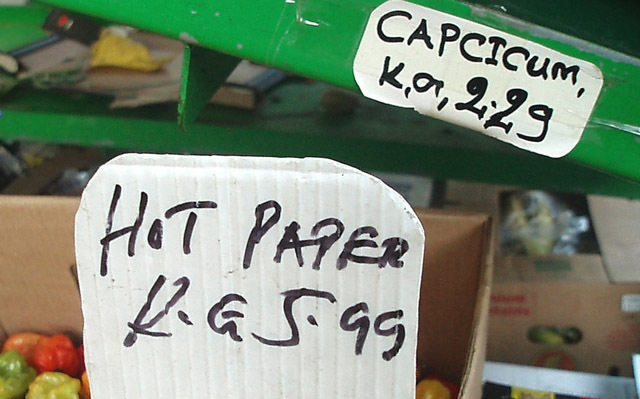 CAPCICUM,
K,G, 2.29
HOT PAPER
K.G 5.99